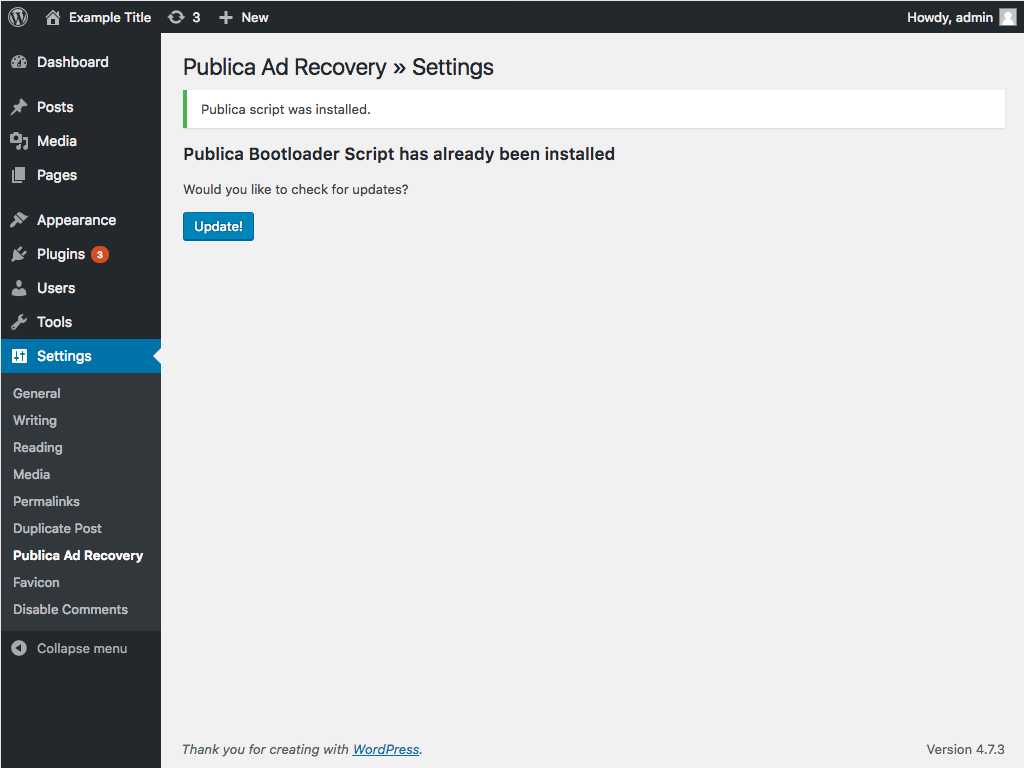 Example Title
3
New
Howdy, admin
Dashboard
Posts
Media
Pages
Appearance
Plugins 3
Users
Tools
Settings
General
Writing
Reading
Media
Permalinks
Duplicate Post
Publica Ad Recovery
Favicon
Disable Comments
Collapse menu
Publica Ad Recovery » Settings
Publica script was installed.
Publica Bootloader Script has already been installed
Would you like to check for updates?
Update!
Thank you for creating with WordPress.
Version 4.7.3